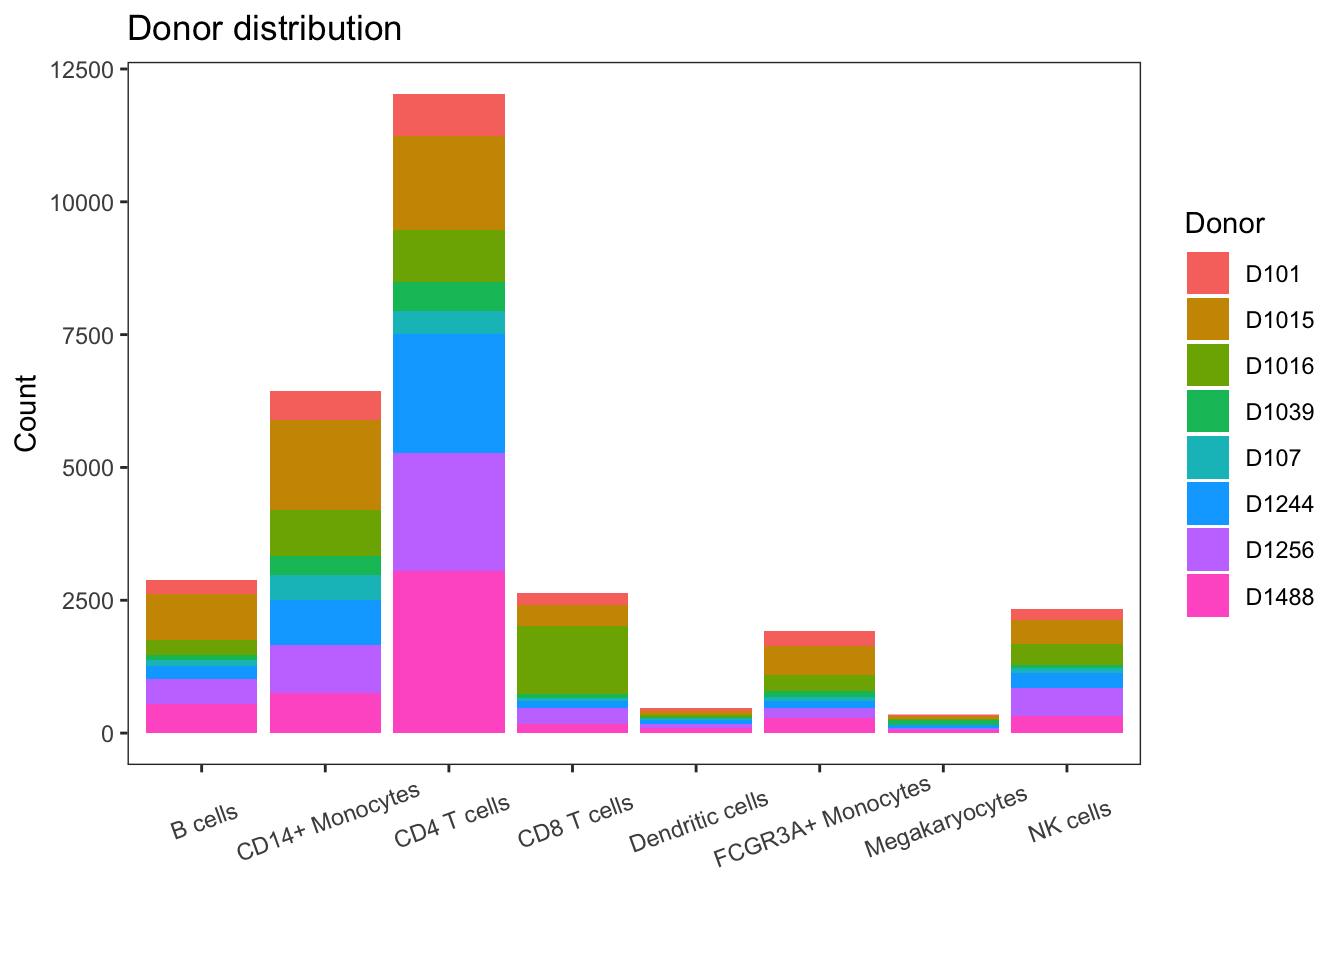 Donor distribution
12500
10000
7500
5000
2500
0
Count
B cells
CD14+ Monocytes
CD4 T cells
CD8 T cells
Dendritic cells
FCGR3A+ Monocytes
Megakaryocytes
NK cells
Donor
D101
D1015
D1016
D1039
D107
D1244
D1256
D1488